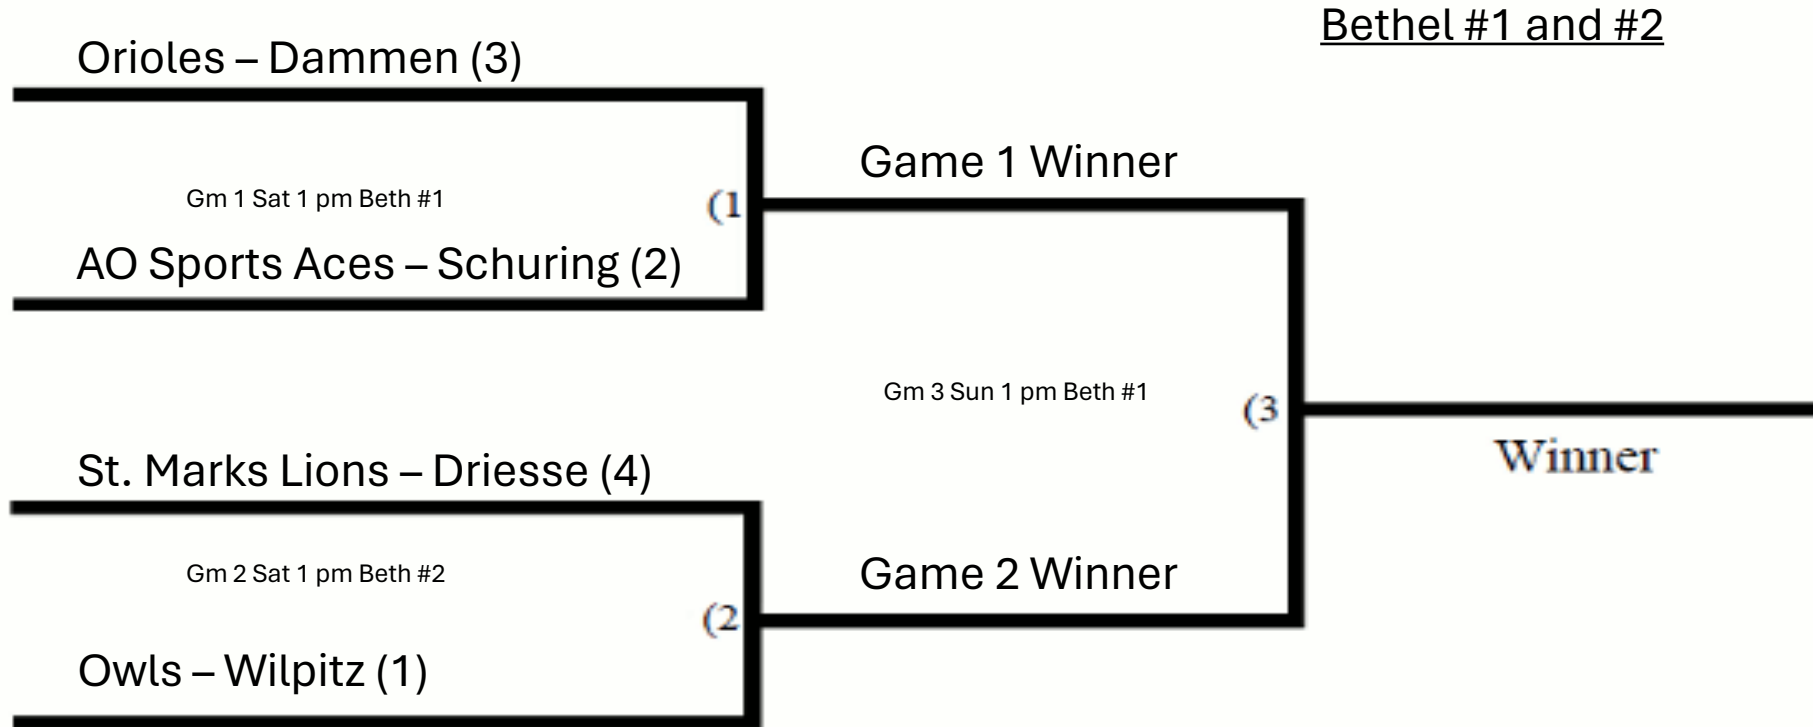 Bethel #1 and #2
Orioles – Dammen (3)
Game 1 Winner
Gm 1 Sat 1 pm Beth #1
(1
AO Sports Aces – Schuring (2)
Gm 3 Sun 1 pm Beth #1
(3
Winner
St. Marks Lions – Driesse (4)
Gm 2 Sat 1 pm Beth #2
Game 2 Winner
(2
Owls – Wilpitz (1)